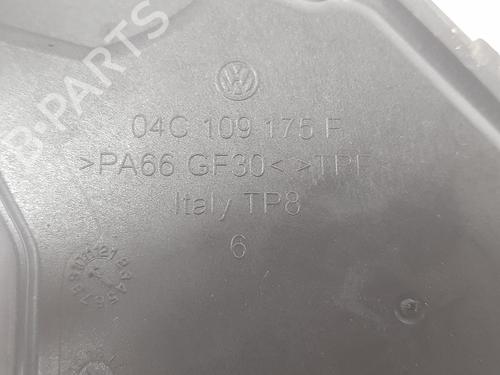 B-PARTS
04C 109 175 F
>PA66 GF30< >TPE
Italy TP8
6